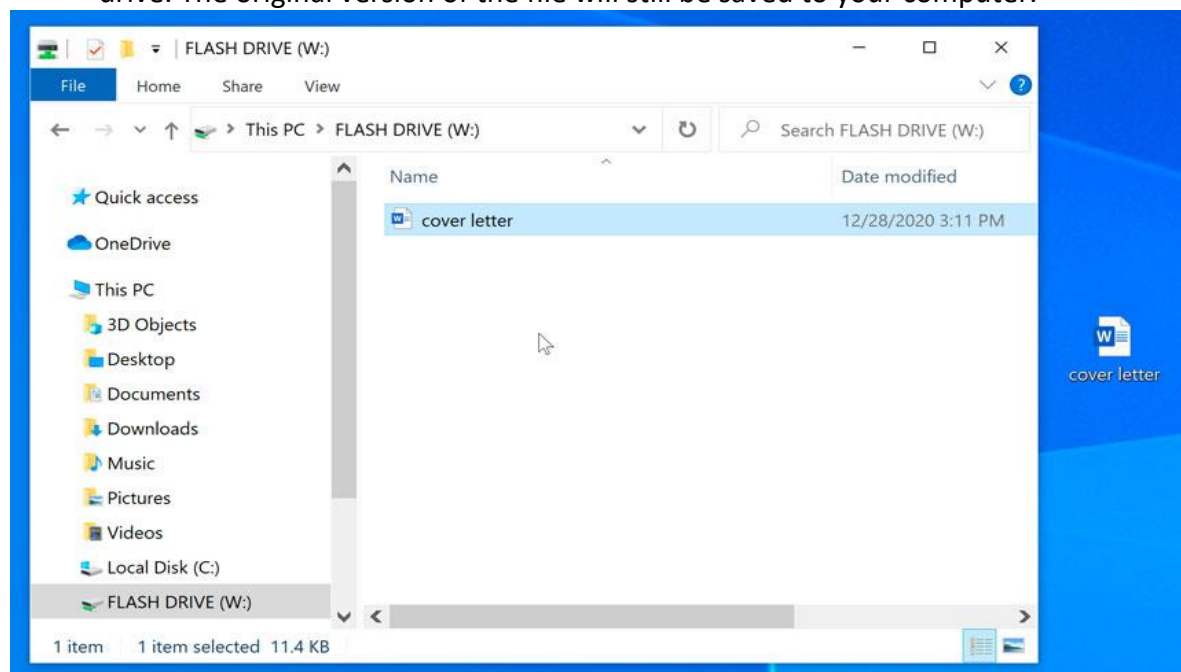 drive. The original version of the file will still be saved to your computer.
FLASH DRIVE (W:)
File Home Share View
This PC > FLASH DRIVE (W:)
Search FLASH DRIVE (W:)
Name Date modified
cover letter 12/28/2020 3:11 PM
Quick access
OneDrive
This PC
3D Objects
Desktop
Documents
Downloads
Music
Pictures
Videos
Local Disk (C:)
FLASH DRIVE (W:)
1 item 1 item selected 11.4 KB
cover letter